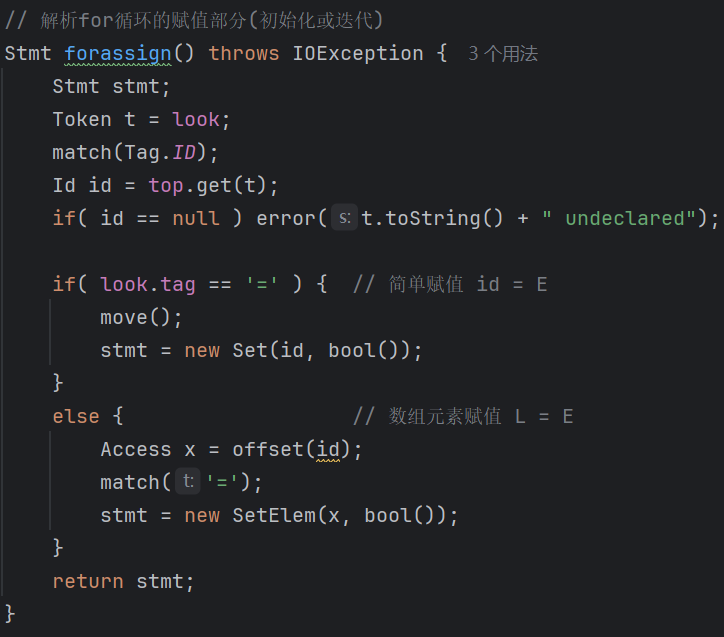 // 解析for循环的赋值部分(初始化或迭代)
Stmt forassign() throws IOException {  3 个用法
    Stmt stmt;
    Token t = look;
    match(Tag.ID);
    Id id = top.get(t);
    if( id == null ) error( s: t.toString() + " undeclared");

    if( look.tag == '=' ) {  // 简单赋值 id = E
        move();
        stmt = new Set(id, bool());
    }
    else {                   // 数组元素赋值 L = E
        Access x = offset(id);
        match( t: '=');
        stmt = new SetElem(x, bool());
    }
    return stmt;
}